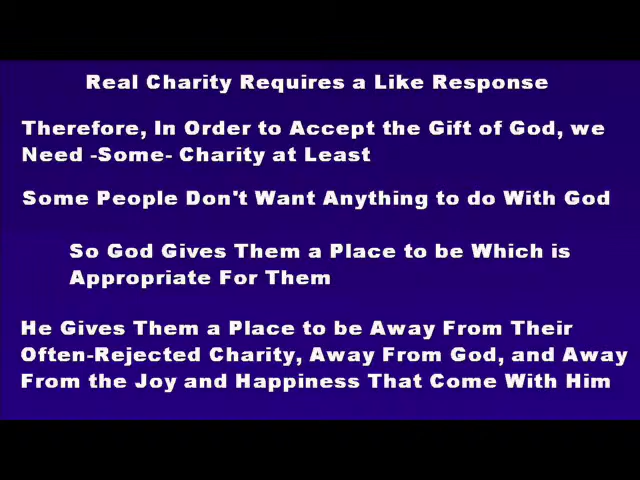 Real Charity Requires a Like Response
Therefore, In Order to Accept the Gift of God, we
Need -Some- Charity at Least
Some People Don't Want Anything to do With God
So God Gives Them a Place to be Which is
Appropriate For Them
He Gives Them a Place to be Away From Their
Often-Rejected Charity, Away From God, and Away
From the Joy and Happiness That Come With Him